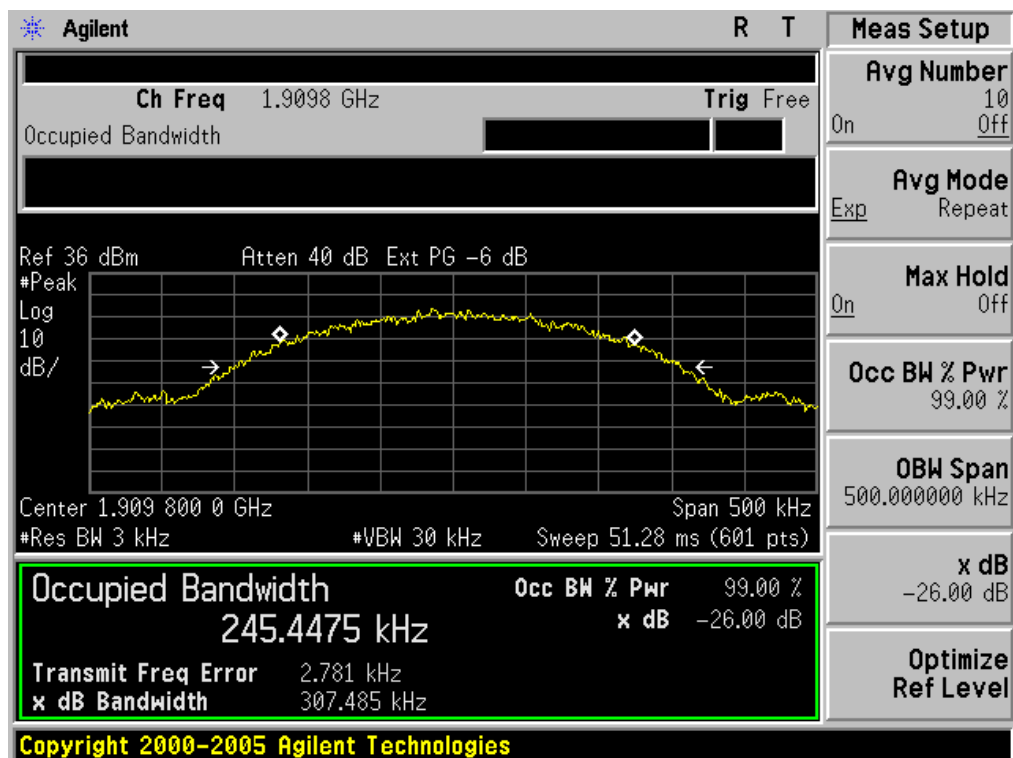 Agilent R T
Ch Freq 1.9098 GHz Trig Free
Occupied Bandwidth
Ref 36 dBm Atten 40 dB Ext PG -6 dB
#Peak
Log
10
dB/
Center 1.909 800 0 GHz Span 500 kHz
#Res BW 3 kHz #VBW 30 kHz Sweep 51.28 ms (601 pts)
Occupied Bandwidth Occ BW % Pwr 99.00 %
245.4475 kHz x dB -26.00 dB
Transmit Freq Error 2.781 kHz
x dB Bandwidth 307.485 kHz
Copyright 2000-2005 Agilent Technologies
Meas Setup
Avg Number
10
On Off
Avg Mode
Exp Repeat
Max Hold
On Off
Occ BW % Pwr
99.00 %
OBW Span
500.000000 kHz
x dB
-26.00 dB
Optimize
Ref Level